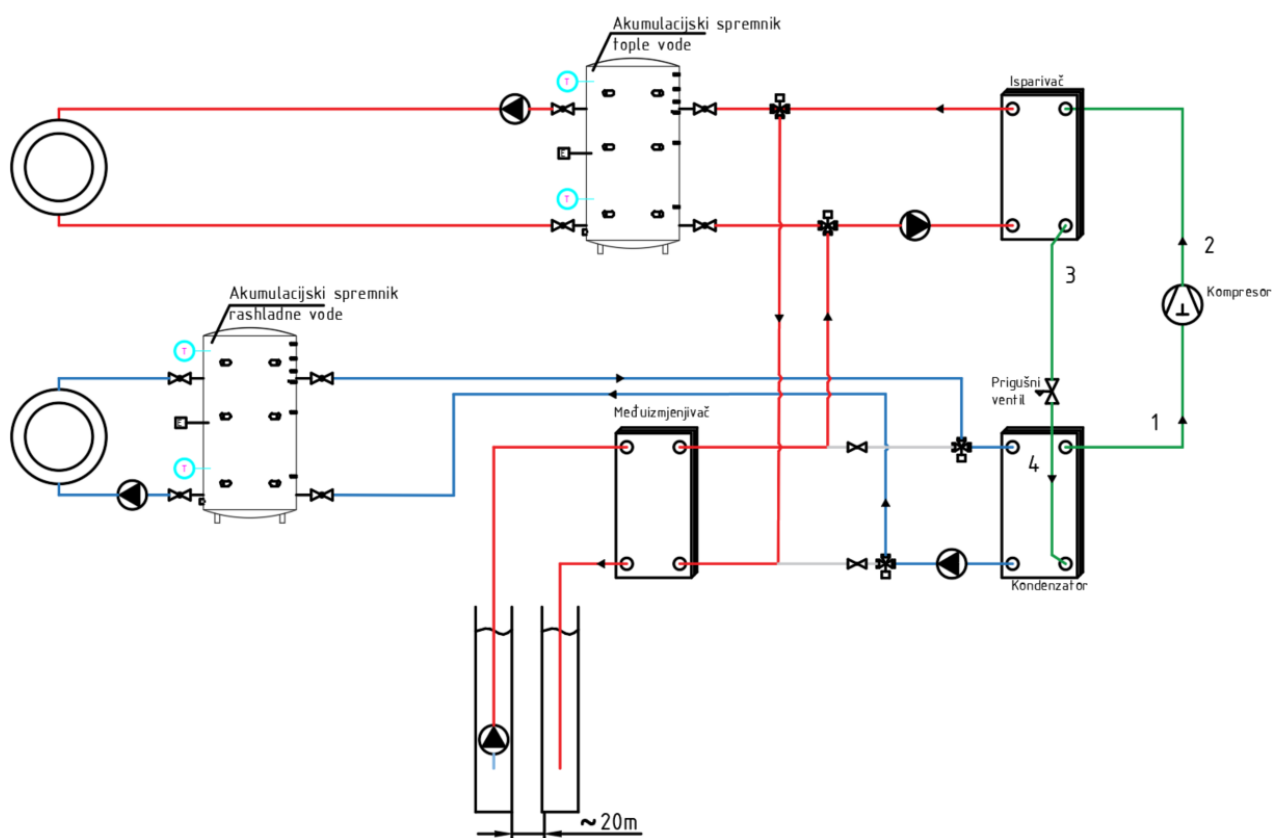 Akumulacijski spremnik
tople vode
T
T
Isparivač
2
3
Kompresor
Akumulacijski spremnik
rashladne vode
T
T
Prigušni
ventil
1
Međuizmjenjivač
4
Kondenzator
~20m